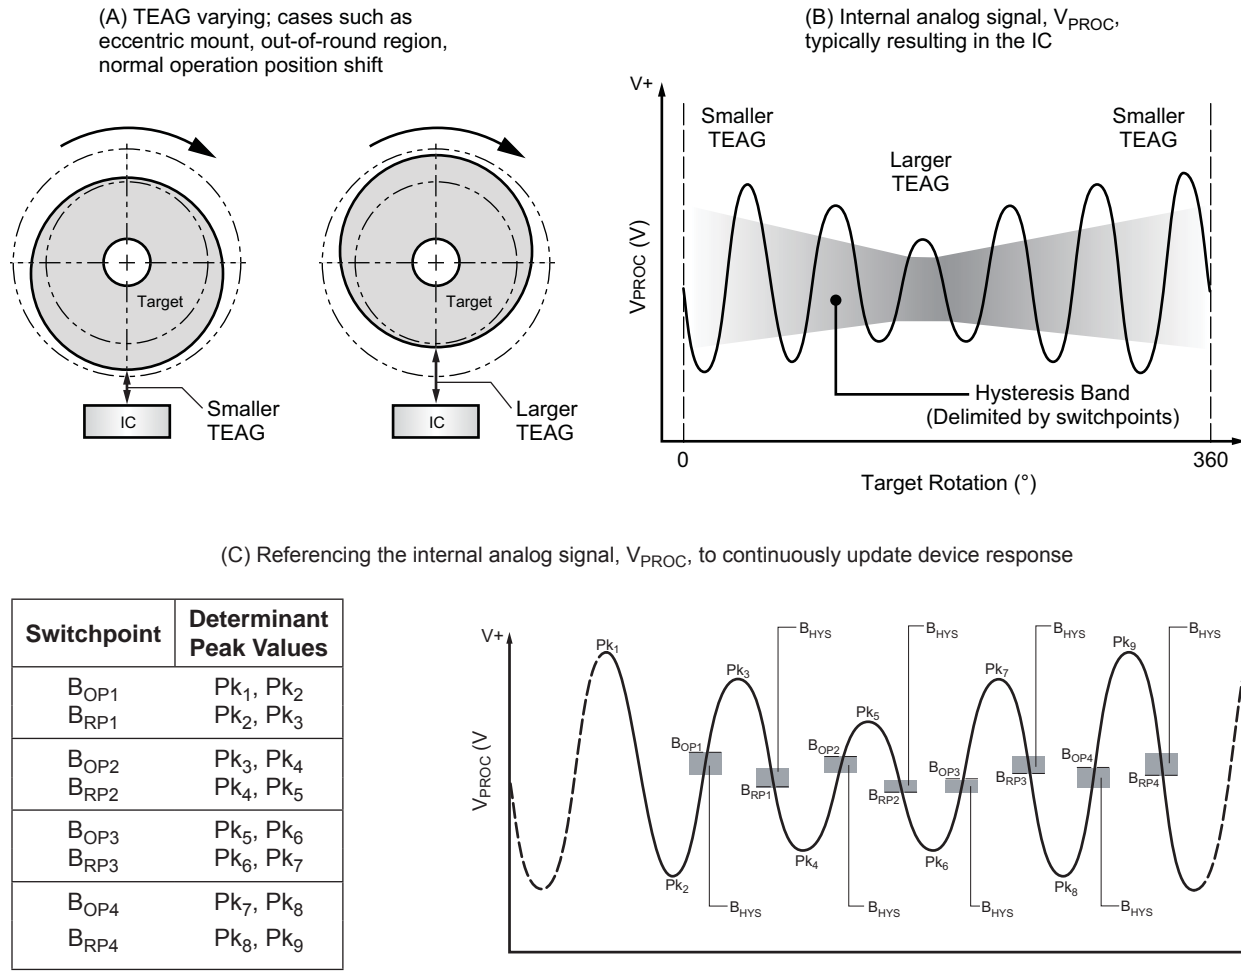 (A) TEAG varying; cases such as
eccentric mount, out-of-round region,
normal operation position shift
Target
IC
Smaller
TEAG
Target
IC
Larger
TEAG
(B) Internal analog signal, VPROC,
typically resulting in the IC
V+
VPROC (V)
Smaller
TEAG
Larger
TEAG
Smaller
TEAG
Hysteresis Band
(Delimited by switchpoints)
0
360
Target Rotation (°)
(C) Referencing the internal analog signal, VPROC, to continuously update device response
Switchpoint
Determinant
Peak Values
BOP1 Pk1, Pk2
BRP1 Pk2, Pk3
BOP2 Pk3, Pk4
BRP2 Pk4, Pk5
BOP3 Pk5, Pk6
BRP3 Pk6, Pk7
BOP4 Pk7, Pk8
BRP4 Pk8, Pk9
V+
VPROC (V
BHYS BHYS BHYS BHYS
Pk1 Pk3 Pk5 Pk7 Pk9
BOP1 BOP2 BOP3 BOP4
BRP1 BRP2 BRP3 BRP4
Pk2 Pk4 Pk6 Pk8
BHYS BHYS BHYS BHYS